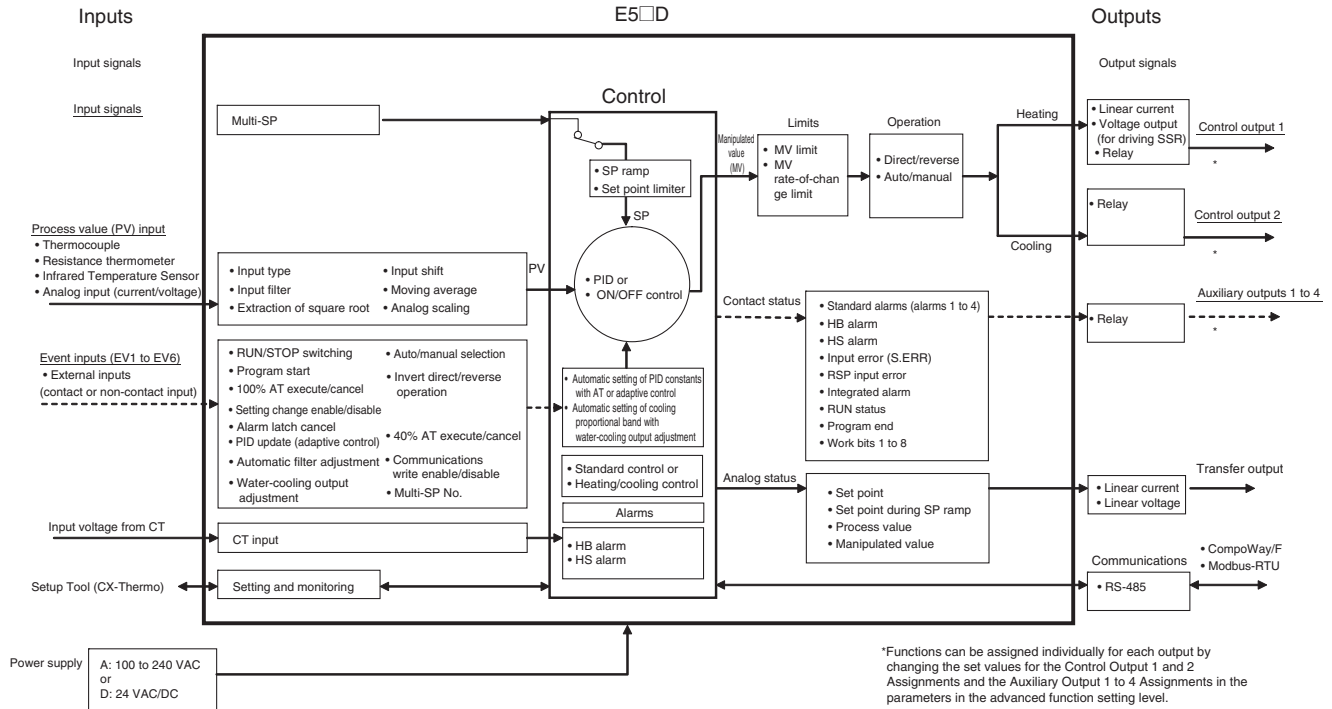 Inputs
E5□D
Outputs
Input signals
Output signals
Input signals
Control
Multi-SP
• SP ramp
• Set point limiter
SP
Manipulated
value
(MV)
Limits
• MV limit
• MV
rate-of-chan
ge limit
Operation
• Direct/reverse
• Auto/manual
Heating
Cooling
• Linear current
• Voltage output
(for driving SSR)
• Relay
Control output 1
*
• Relay
Control output 2
*
Process value (PV) input
• Thermocouple
• Resistance thermometer
• Infrared Temperature Sensor
• Analog input (current/voltage)
• Input type
• Input filter
• Extraction of square root
• Input shift
• Moving average
• Analog scaling
PV
• PID or
• ON/OFF control
Contact status
• Standard alarms (alarms 1 to 4)
• HB alarm
• HS alarm
• Input error (S.ERR)
• RSP input error
• Integrated alarm
• RUN status
• Program end
• Work bits 1 to 8
• Relay
Auxiliary outputs 1 to 4
*
Event inputs (EV1 to EV6)
• External inputs
(contact or non-contact input)
• RUN/STOP switching
• Program start
• 100% AT execute/cancel
• Setting change enable/disable
• Alarm latch cancel
• PID update (adaptive control)
• Automatic filter adjustment
• Water-cooling output
adjustment
• Auto/manual selection
• Invert direct/reverse
operation
• 40% AT execute/cancel
• Communications
write enable/disable
• Multi-SP No.
• Automatic setting of PID constants
with AT or adaptive control
• Automatic setting of cooling
proportional band with
water-cooling output adjustment
• Standard control or
• Heating/cooling control
Analog status
• Set point
• Set point during SP ramp
• Process value
• Manipulated value
• Linear current
• Linear voltage
Transfer output
Alarms
• HB alarm
• HS alarm
Input voltage from CT
CT input
Setup Tool (CX-Thermo)
Setting and monitoring
Communications
• RS-485
• CompoWay/F
• Modbus-RTU
Power supply
A: 100 to 240 VAC
or
D: 24 VAC/DC
*Functions can be assigned individually for each output by
changing the set values for the Control Output 1 and 2
Assignments and the Auxiliary Output 1 to 4 Assignments in the
parameters in the advanced function setting level.